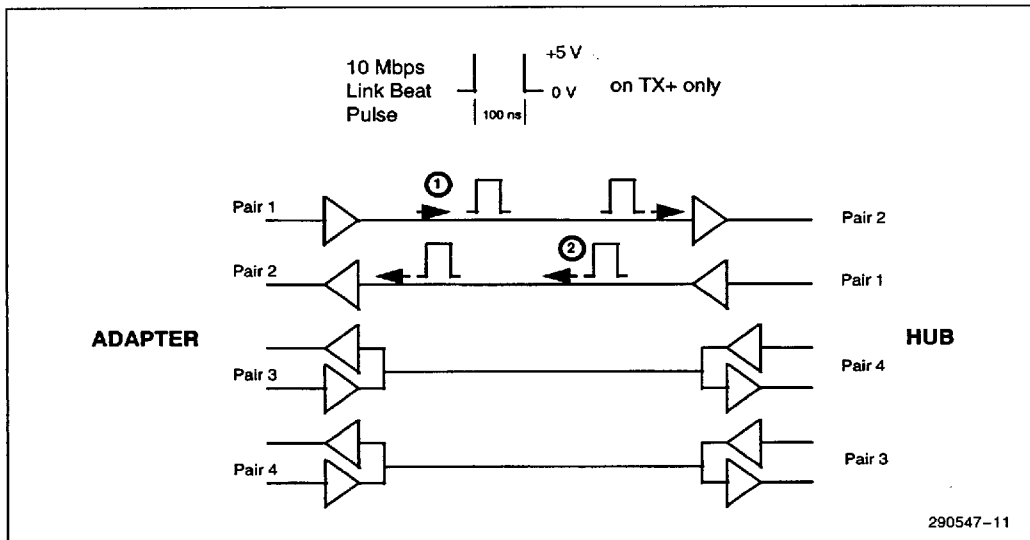 10 Mbps
Link Beat
Pulse
+5 V
0 V
on TX+ only
100 ns
1
Pair 1
Pair 2
2
Pair 2
Pair 1
ADAPTER
HUB
Pair 3
Pair 4
Pair 4
Pair 3
290547-11